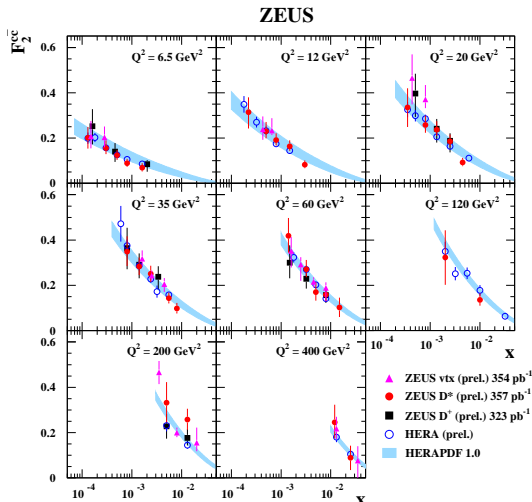 ZEUS
F₂^cc̄
Q² = 6.5 GeV²
Q² = 12 GeV²
Q² = 20 GeV²
0.6
0.4
0.2
0
Q² = 35 GeV²
Q² = 60 GeV²
Q² = 120 GeV²
0.6
0.4
0.2
0
10⁻⁴ 10⁻³ 10⁻²
x
Q² = 200 GeV²
Q² = 400 GeV²
0.6
0.4
0.2
0
ZEUS vtx (prel.) 354 pb⁻¹
ZEUS D* (prel.) 357 pb⁻¹
ZEUS D⁺ (prel.) 323 pb⁻¹
HERA (prel.)
HERAPDF 1.0
10⁻⁴ 10⁻³ 10⁻² 10⁻⁴ 10⁻³ 10⁻²
x